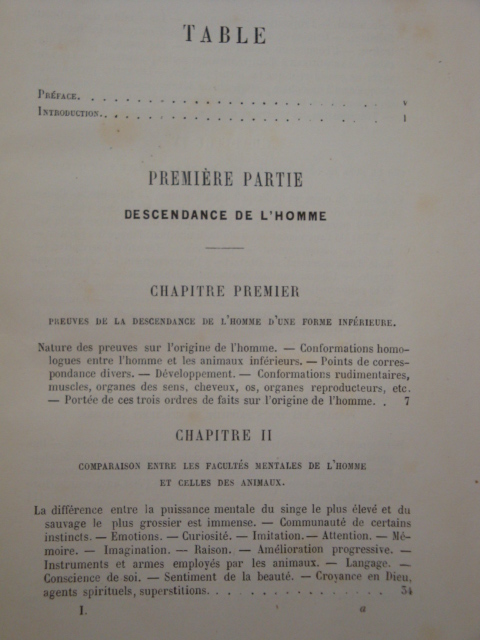 TABLE
PRÉFACE. . . . . . . . . . . . . . . . . . . . . . . . . v
INTRODUCTION. . . . . . . . . . . . . . . . . . . . . . . 1
PREMIÈRE PARTIE
DESCENDANCE DE L'HOMME
CHAPITRE PREMIER
PREUVES DE LA DESCENDANCE DE L'HOMME D'UNE FORME INFÉRIEURE.
Nature des preuves sur l'origine de l'homme. — Conformations homo-
logues entre l'homme et les animaux inférieurs. — Points de corres-
pondance divers. — Développement. — Conformations rudimentaires,
muscles, organes des sens, cheveux, os, organes reproducteurs, etc.
— Portée de ces trois ordres de faits sur l'origine de l'homme. . 7
CHAPITRE II
COMPARAISON ENTRE LES FACULTÉS MENTALES DE L'HOMME
ET CELLES DES ANIMAUX.
La différence entre la puissance mentale du singe le plus élevé et du
sauvage le plus grossier est immense. — Communauté de certains
instincts. — Emotions. — Curiosité. — Imitation. — Attention. — Mé-
moire. — Imagination. — Raison. — Amélioration progressive. —
Instruments et armes employés par les animaux. — Langage. —
Conscience de soi. — Sentiment de la beauté. — Croyance en Dieu,
agents spirituels, superstitions. . . . . . . . . . . . . . . 34
I. a